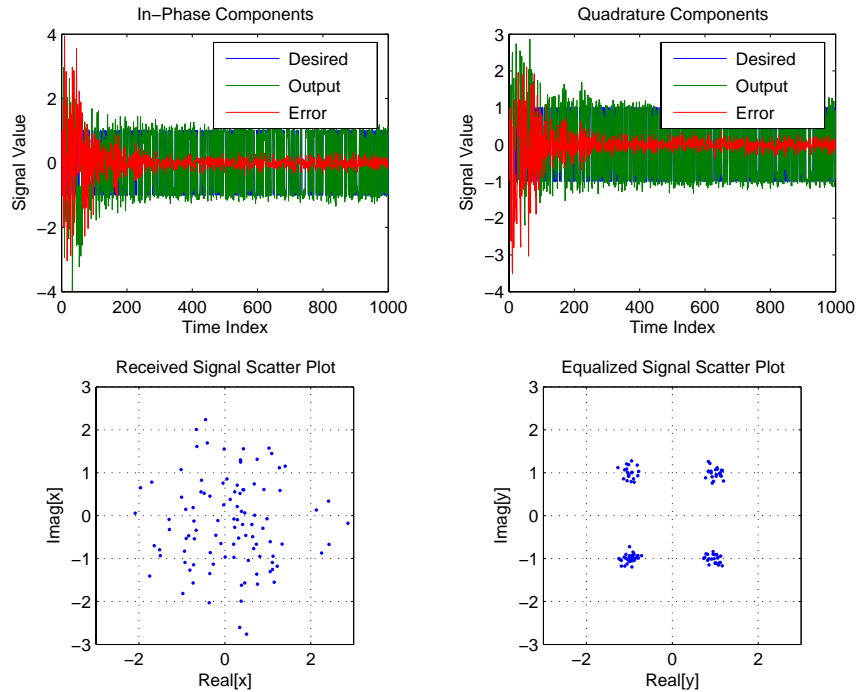 In−Phase Components
4
2
0
−2
−4
Signal Value
Desired
Output
Error
0 200 400 600 800 1000
Time Index
Quadrature Components
3
2
1
0
−1
−2
−3
−4
Signal Value
Desired
Output
Error
0 200 400 600 800 1000
Time Index
Received Signal Scatter Plot
3
2
1
0
−1
−2
−3
Imag[x]
−2 0 2
Real[x]
Equalized Signal Scatter Plot
3
2
1
0
−1
−2
−3
Imag[y]
−2 0 2
Real[y]